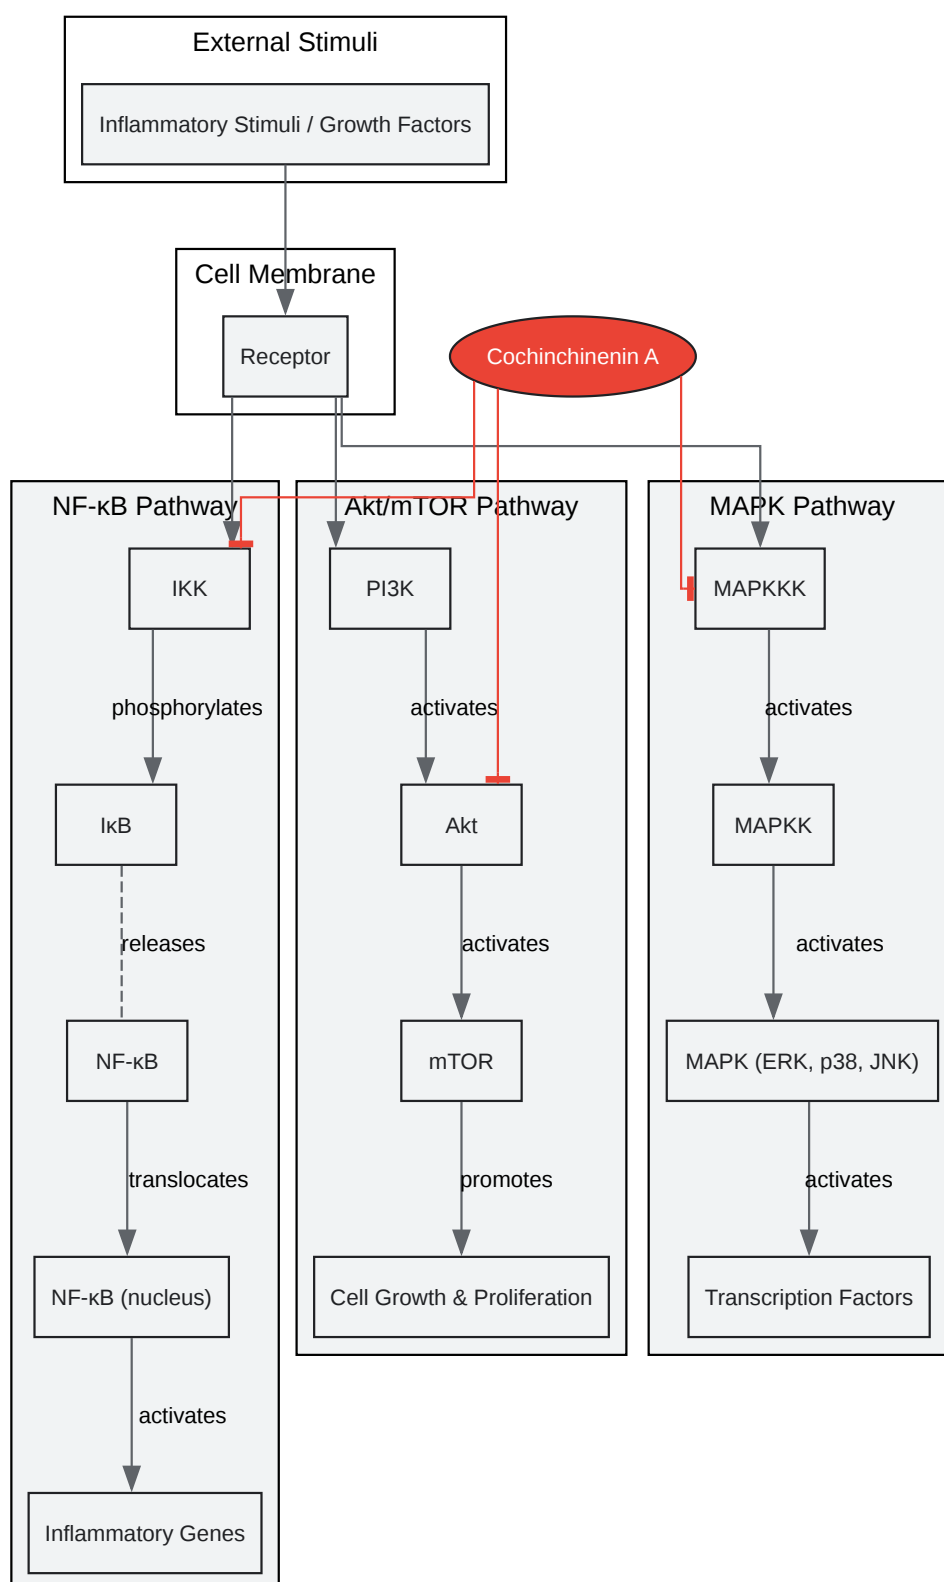 External Stimuli
Inflammatory Stimuli / Growth Factors
Cell Membrane
Receptor
Cochinchinenin A
NF-κB Pathway
Akt/mTOR Pathway
MAPK Pathway
IKK
PI3K
MAPKKK
phosphorylates
activates
activates
IκB
Akt
MAPKK
releases
activates
activates
NF-κB
mTOR
MAPK (ERK, p38, JNK)
translocates
promotes
activates
NF-κB (nucleus)
Cell Growth & Proliferation
Transcription Factors
activates
Inflammatory Genes